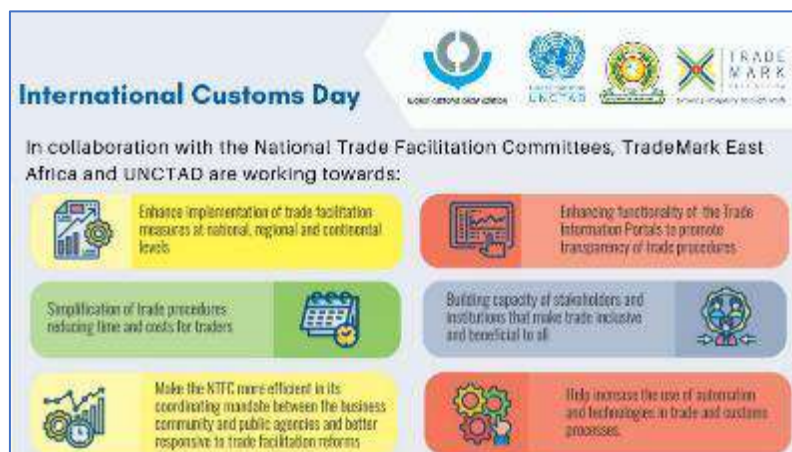 TRADE
MARK
UNCTAD
International Customs Day
In collaboration with the National Trade Facilitation Committees, TradeMark East
Africa and UNCTAD are working towards:
Enhance implementation of trade facilitation
measures at national, regional and continental
levels
Enhancing functionality of the Trade
Information Portals to promote
transparency of trade procedures
Simplification of trade procedures
reducing time and costs for traders
Building capacity of stakeholders and
institutions that make trade inclusive
and beneficial to all
Make the NTFC more efficient in its
coordinating mandate between the business
community and public agencies and better
responsive to trade facilitation reforms
Help increase the use of automation
and technologies in trade and customs
processes.